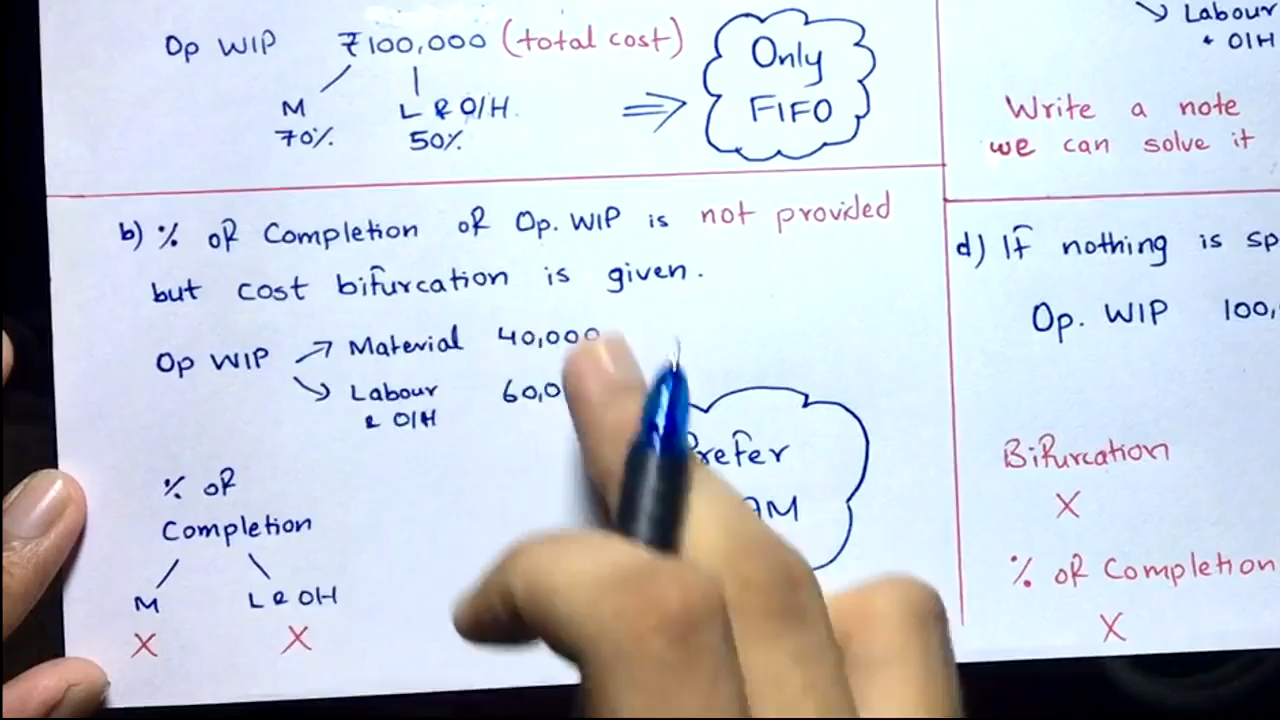 Op WIP ₹100,000 (total cost)
M L & O/H.
70% 50%
Only
FIFO
b) % of Completion of Op. WIP is not provided
but cost bifurcation is given.
Op WIP Material 40,000
Labour
& O/H
% of
Completion
M L & OH
X X
Labour
& O/H
Write a note
we can solve it
d) If nothing is
Op. WIP
Bifurcation
X
% of Completion
X